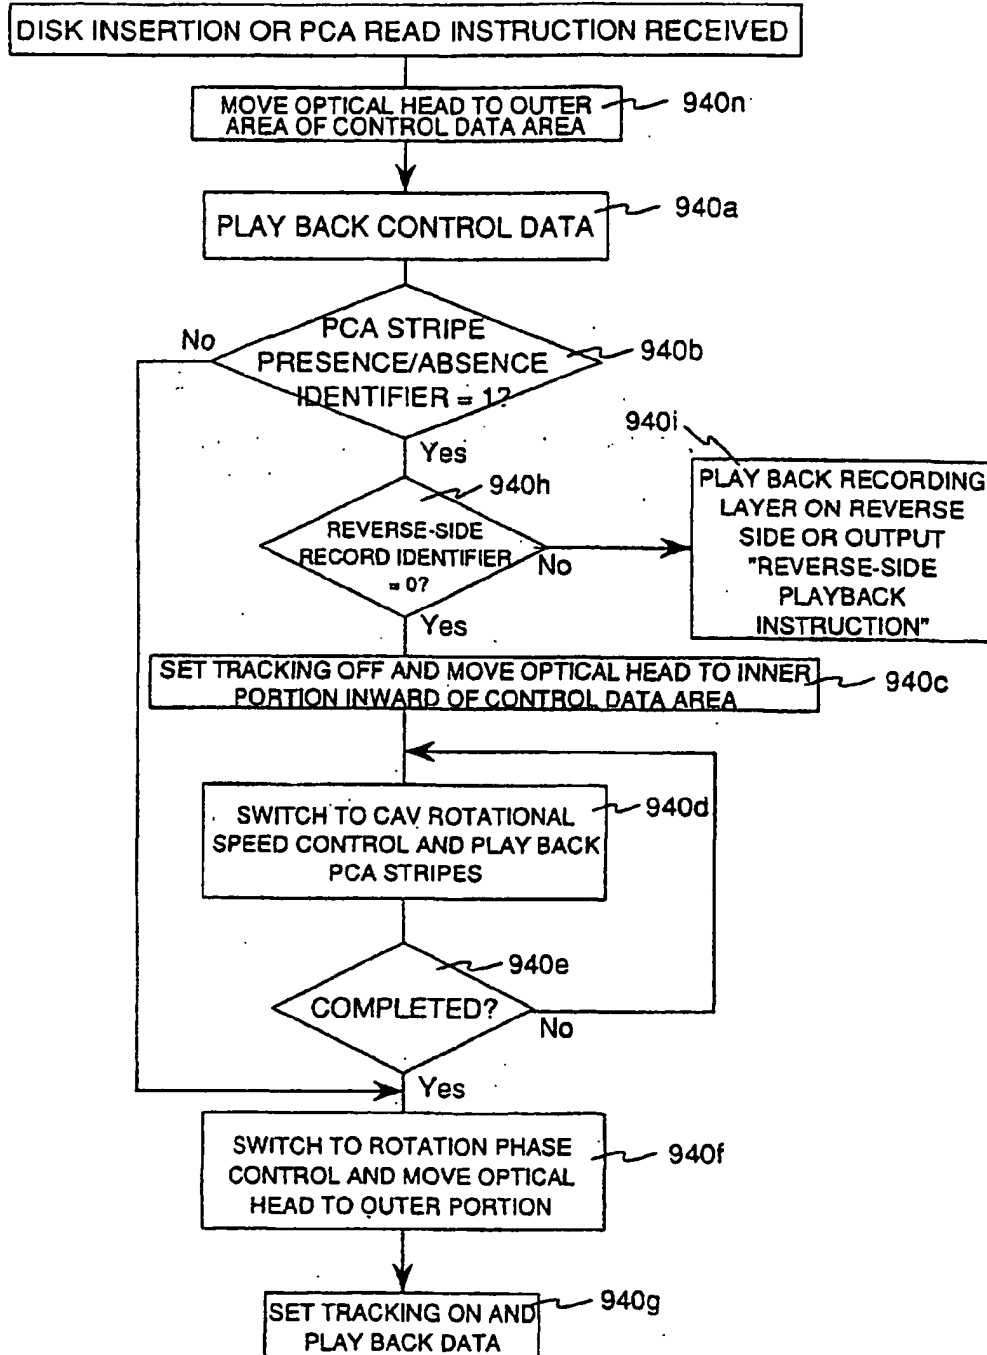 DISK INSERTION OR PCA READ INSTRUCTION RECEIVED
MOVE OPTICAL HEAD TO OUTER
AREA OF CONTROL DATA AREA
940n
PLAY BACK CONTROL DATA
940a
PCA STRIPE
PRESENCE/ABSENCE
IDENTIFIER = 1?
940b
No
Yes
REVERSE-SIDE
RECORD IDENTIFIER
= 0?
940h
No
Yes
940i
PLAY BACK RECORDING
LAYER ON REVERSE
SIDE OR OUTPUT
"REVERSE-SIDE
PLAYBACK
INSTRUCTION"
SET TRACKING OFF AND MOVE OPTICAL HEAD TO INNER
PORTION INWARD OF CONTROL DATA AREA
940c
SWITCH TO CAV ROTATIONAL
SPEED CONTROL AND PLAY BACK
PCA STRIPES
940d
COMPLETED?
940e
No
Yes
SWITCH TO ROTATION PHASE
CONTROL AND MOVE OPTICAL
HEAD TO OUTER PORTION
940f
SET TRACKING ON AND
PLAY BACK DATA
940g